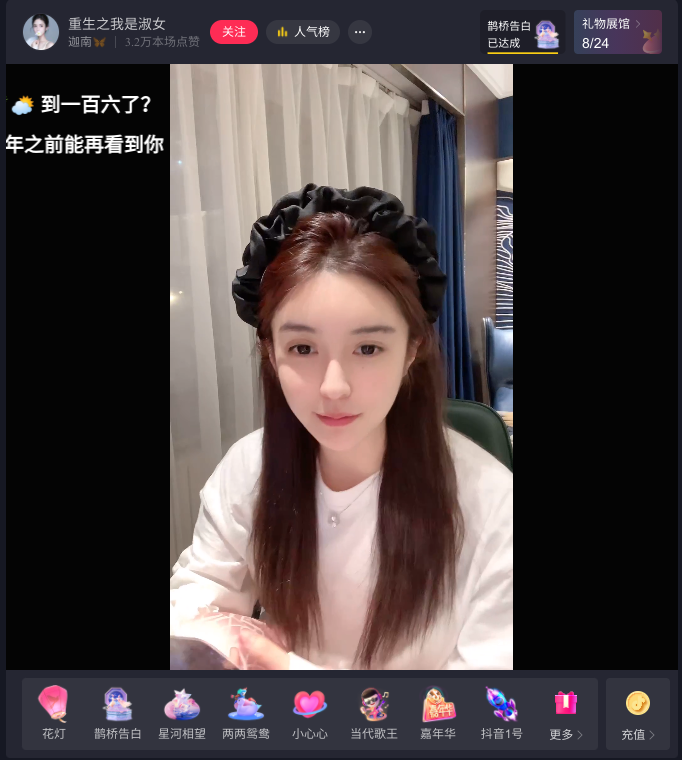 重生之我是淑女
迦南 | 3.2万本场点赞
关注
人气榜
鹊桥告白
已达成
礼物展馆
8/24
到一百六了?
年之前能再看到你
花灯
鹊桥告白
星河相望
两两鸳鸯
小心心
当代歌王
嘉年华
抖音1号
更多
充值